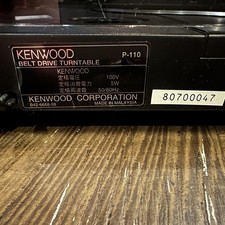 KENWOOD
P-110
BELT DRIVE TURNTABLE
KENWOOD
定格電圧 100V
定格消費電力 5W
定格周波数 50/60Hz
KENWOOD CORPORATION
MADE IN MALAYSIA
80700047